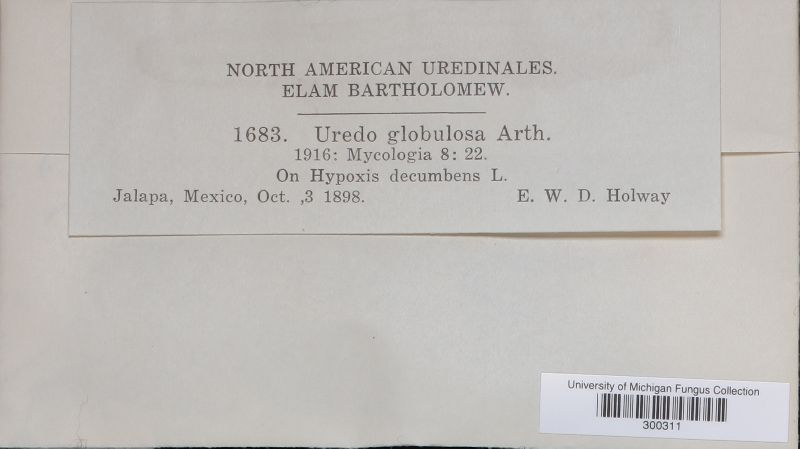 NORTH AMERICAN UREDINALES.
ELAM BARTHOLOMEW.
1683. Uredo globulosa Arth.
1916: Mycologia 8: 22.
On Hypoxis decumbens L.
Jalapa, Mexico, Oct. ,3 1898. E. W. D. Holway
University of Michigan Fungus Collection
300311